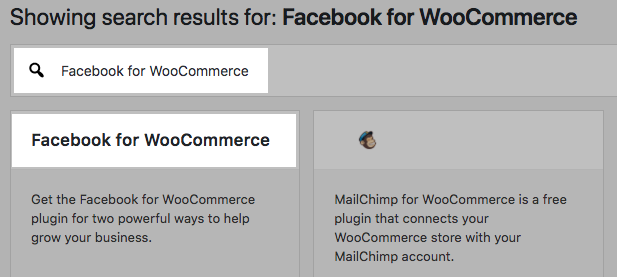 Showing search results for: Facebook for WooCommerce
Facebook for WooCommerce
Facebook for WooCommerce
Get the Facebook for WooCommerce
plugin for two powerful ways to help
grow your business.
MailChimp for WooCommerce is a free
plugin that connects your
WooCommerce store with your
MailChimp account.